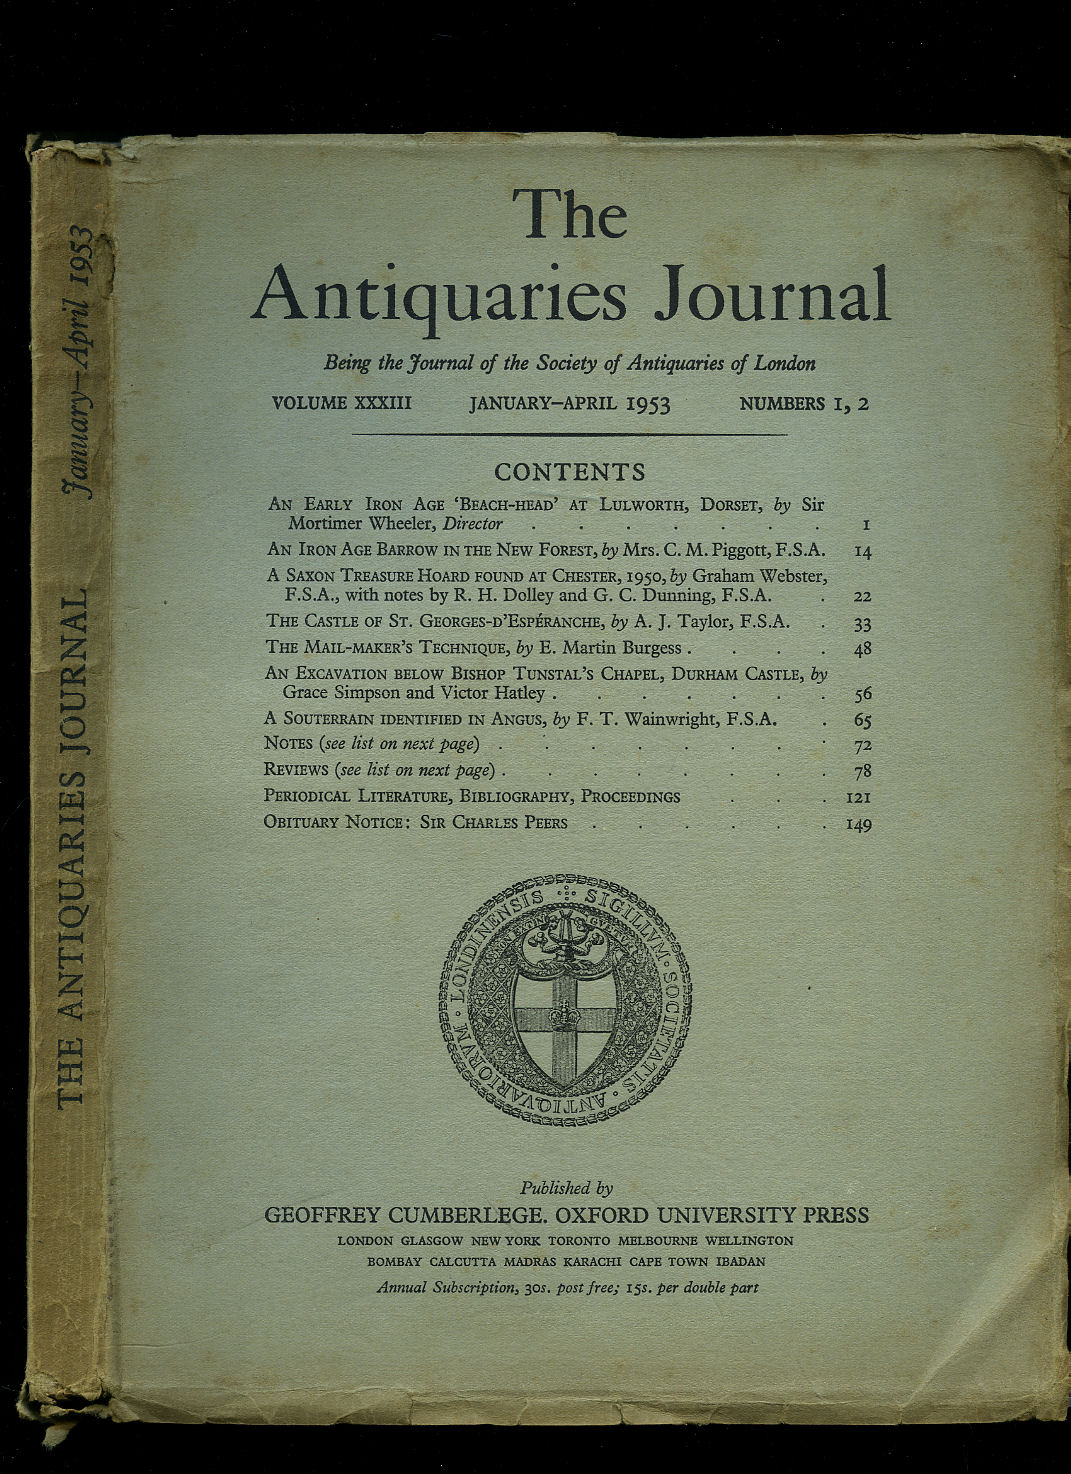 THE ANTIQUARIES JOURNAL January–April 1953
The
Antiquaries Journal
Being the Journal of the Society of Antiquaries of London
VOLUME XXXIII JANUARY–APRIL 1953 NUMBERS 1, 2
CONTENTS
AN EARLY IRON AGE ‘BEACH-HEAD’ AT LULWORTH, DORSET, by Sir
Mortimer Wheeler, Director . . . . . . . 1
AN IRON AGE BARROW IN THE NEW FOREST, by Mrs. C. M. Piggott, F.S.A. 14
A SAXON TREASURE HOARD FOUND AT CHESTER, 1950, by Graham Webster,
F.S.A., with notes by R. H. Dolley and G. C. Dunning, F.S.A. . 22
THE CASTLE OF ST. GEORGES-D’ESPÉRANCHE, by A. J. Taylor, F.S.A. . 33
THE MAIL-MAKER’S TECHNIQUE, by E. Martin Burgess . . . . 48
AN EXCAVATION BELOW BISHOP TUNSTAL’S CHAPEL, DURHAM CASTLE, by
Grace Simpson and Victor Hatley . . . . . . . 56
A SOUTERRAIN IDENTIFIED IN ANGUS, by F. T. Wainwright, F.S.A. . 65
NOTES (see list on next page) . . . . . . . . 72
REVIEWS (see list on next page) . . . . . . . . 78
PERIODICAL LITERATURE, BIBLIOGRAPHY, PROCEEDINGS . . . 121
OBITUARY NOTICE: SIR CHARLES PEERS . . . . . . 149
SIGILLVM · SOCIETATIS · ANTIQVARIORVM · LONDINENSIS
NON EXTINGVETVR
Published by
GEOFFREY CUMBERLEGE. OXFORD UNIVERSITY PRESS
LONDON GLASGOW NEW YORK TORONTO MELBOURNE WELLINGTON
BOMBAY CALCUTTA MADRAS KARACHI CAPE TOWN IBADAN
Annual Subscription, 30s. post free; 15s. per double part